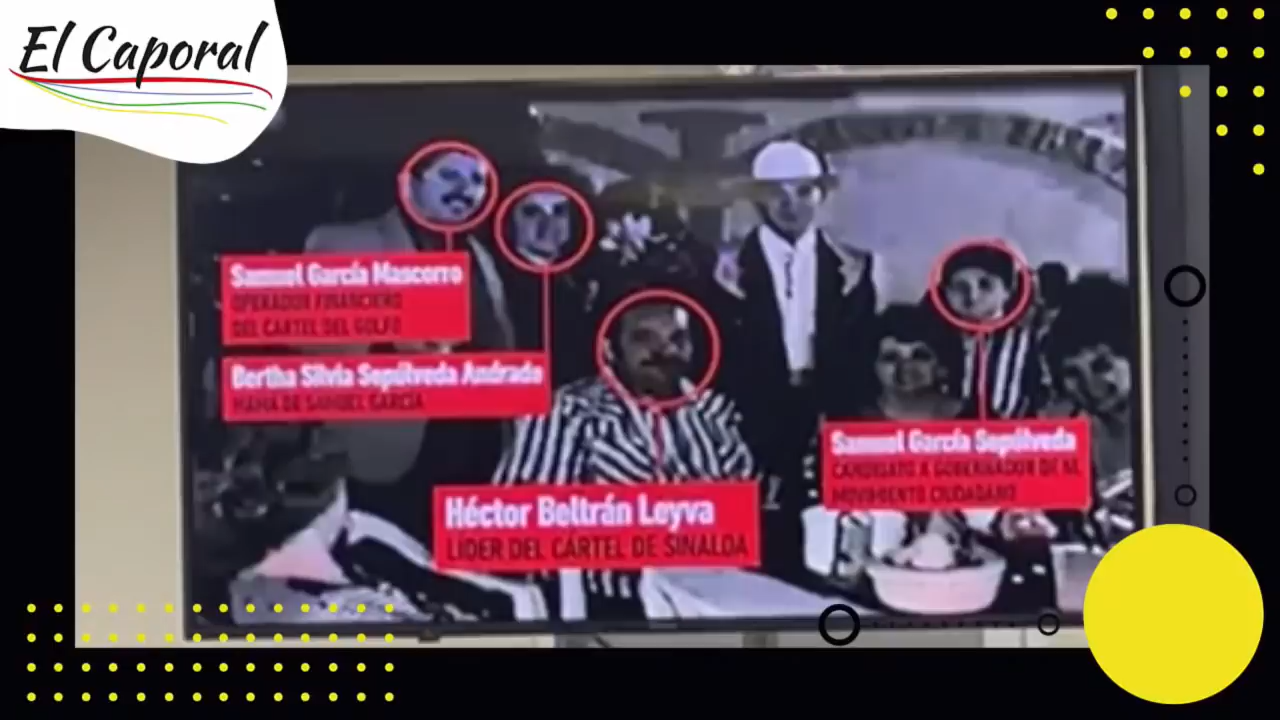 El Caporal
Samuel García Mascorro
OPERADOR FINANCIERO
DEL CARTEL DEL GOLFO
Bertha Silvia Sepúlveda Andrade
MAMÁ DE SAMUEL GARCÍA
Héctor Beltrán Leyva
LÍDER DEL CÁRTEL DE SINALOA
Samuel García Sepúlveda
CANDIDATO A GOBERNADOR DE NL
MOVIMIENTO CIUDADANO